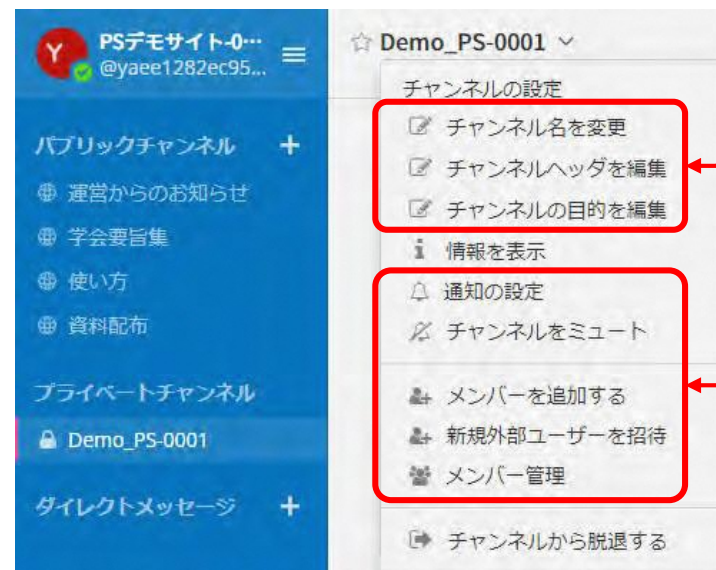 Y
PSデモサイト-0…
@yaee1282ec95...
パブリックチャンネル +
運営からのお知らせ
学会要旨集
使い方
資料配布
プライベートチャンネル
Demo_PS-0001
ダイレクトメッセージ +
Demo_PS-0001
チャンネルの設定
チャンネル名を変更
チャンネルヘッダを編集
チャンネルの目的を編集
情報を表示
通知の設定
チャンネルをミュート
メンバーを追加する
新規外部ユーザーを招待
メンバー管理
チャンネルから脱退する